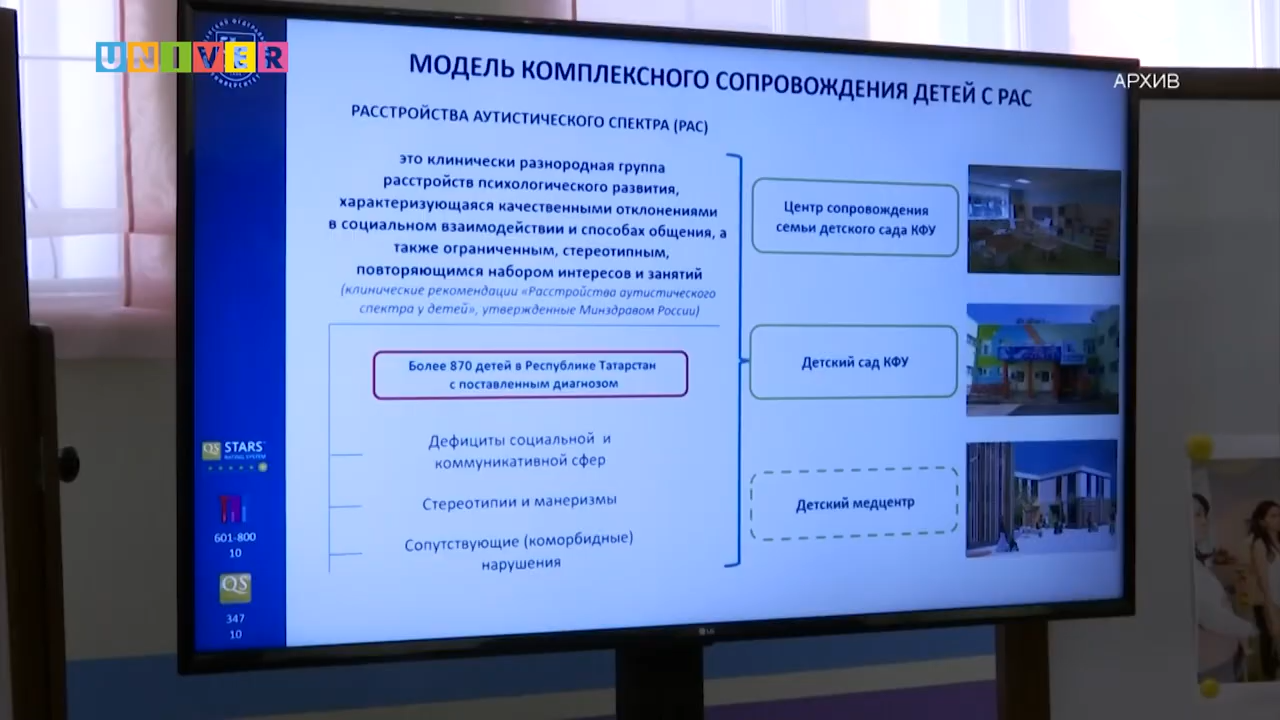 UNIVER
АРХИВ
МОДЕЛЬ КОМПЛЕКСНОГО СОПРОВОЖДЕНИЯ ДЕТЕЙ С РАС
РАССТРОЙСТВА АУТИСТИЧЕСКОГО СПЕКТРА (РАС)
это клинически разнородная группа
расстройств психологического развития,
характеризующаяся качественными отклонениями
в социальном взаимодействии и способах общения, а
также ограниченным, стереотипным,
повторяющимся набором интересов и занятий
(клинические рекомендации «Расстройства аутистического
спектра у детей», утвержденные Минздравом России)
Более 870 детей в Республике Татарстан
с поставленным диагнозом
Дефициты социальной и
коммуникативной сфер
Стереотипии и манеризмы
Сопутствующие (коморбидные)
нарушения
Центр сопровождения
семьи детского сада КФУ
Детский сад КФУ
Детский медцентр
QS STARS
RATING SYSTEM
601-800
10
QS
347
10
LG